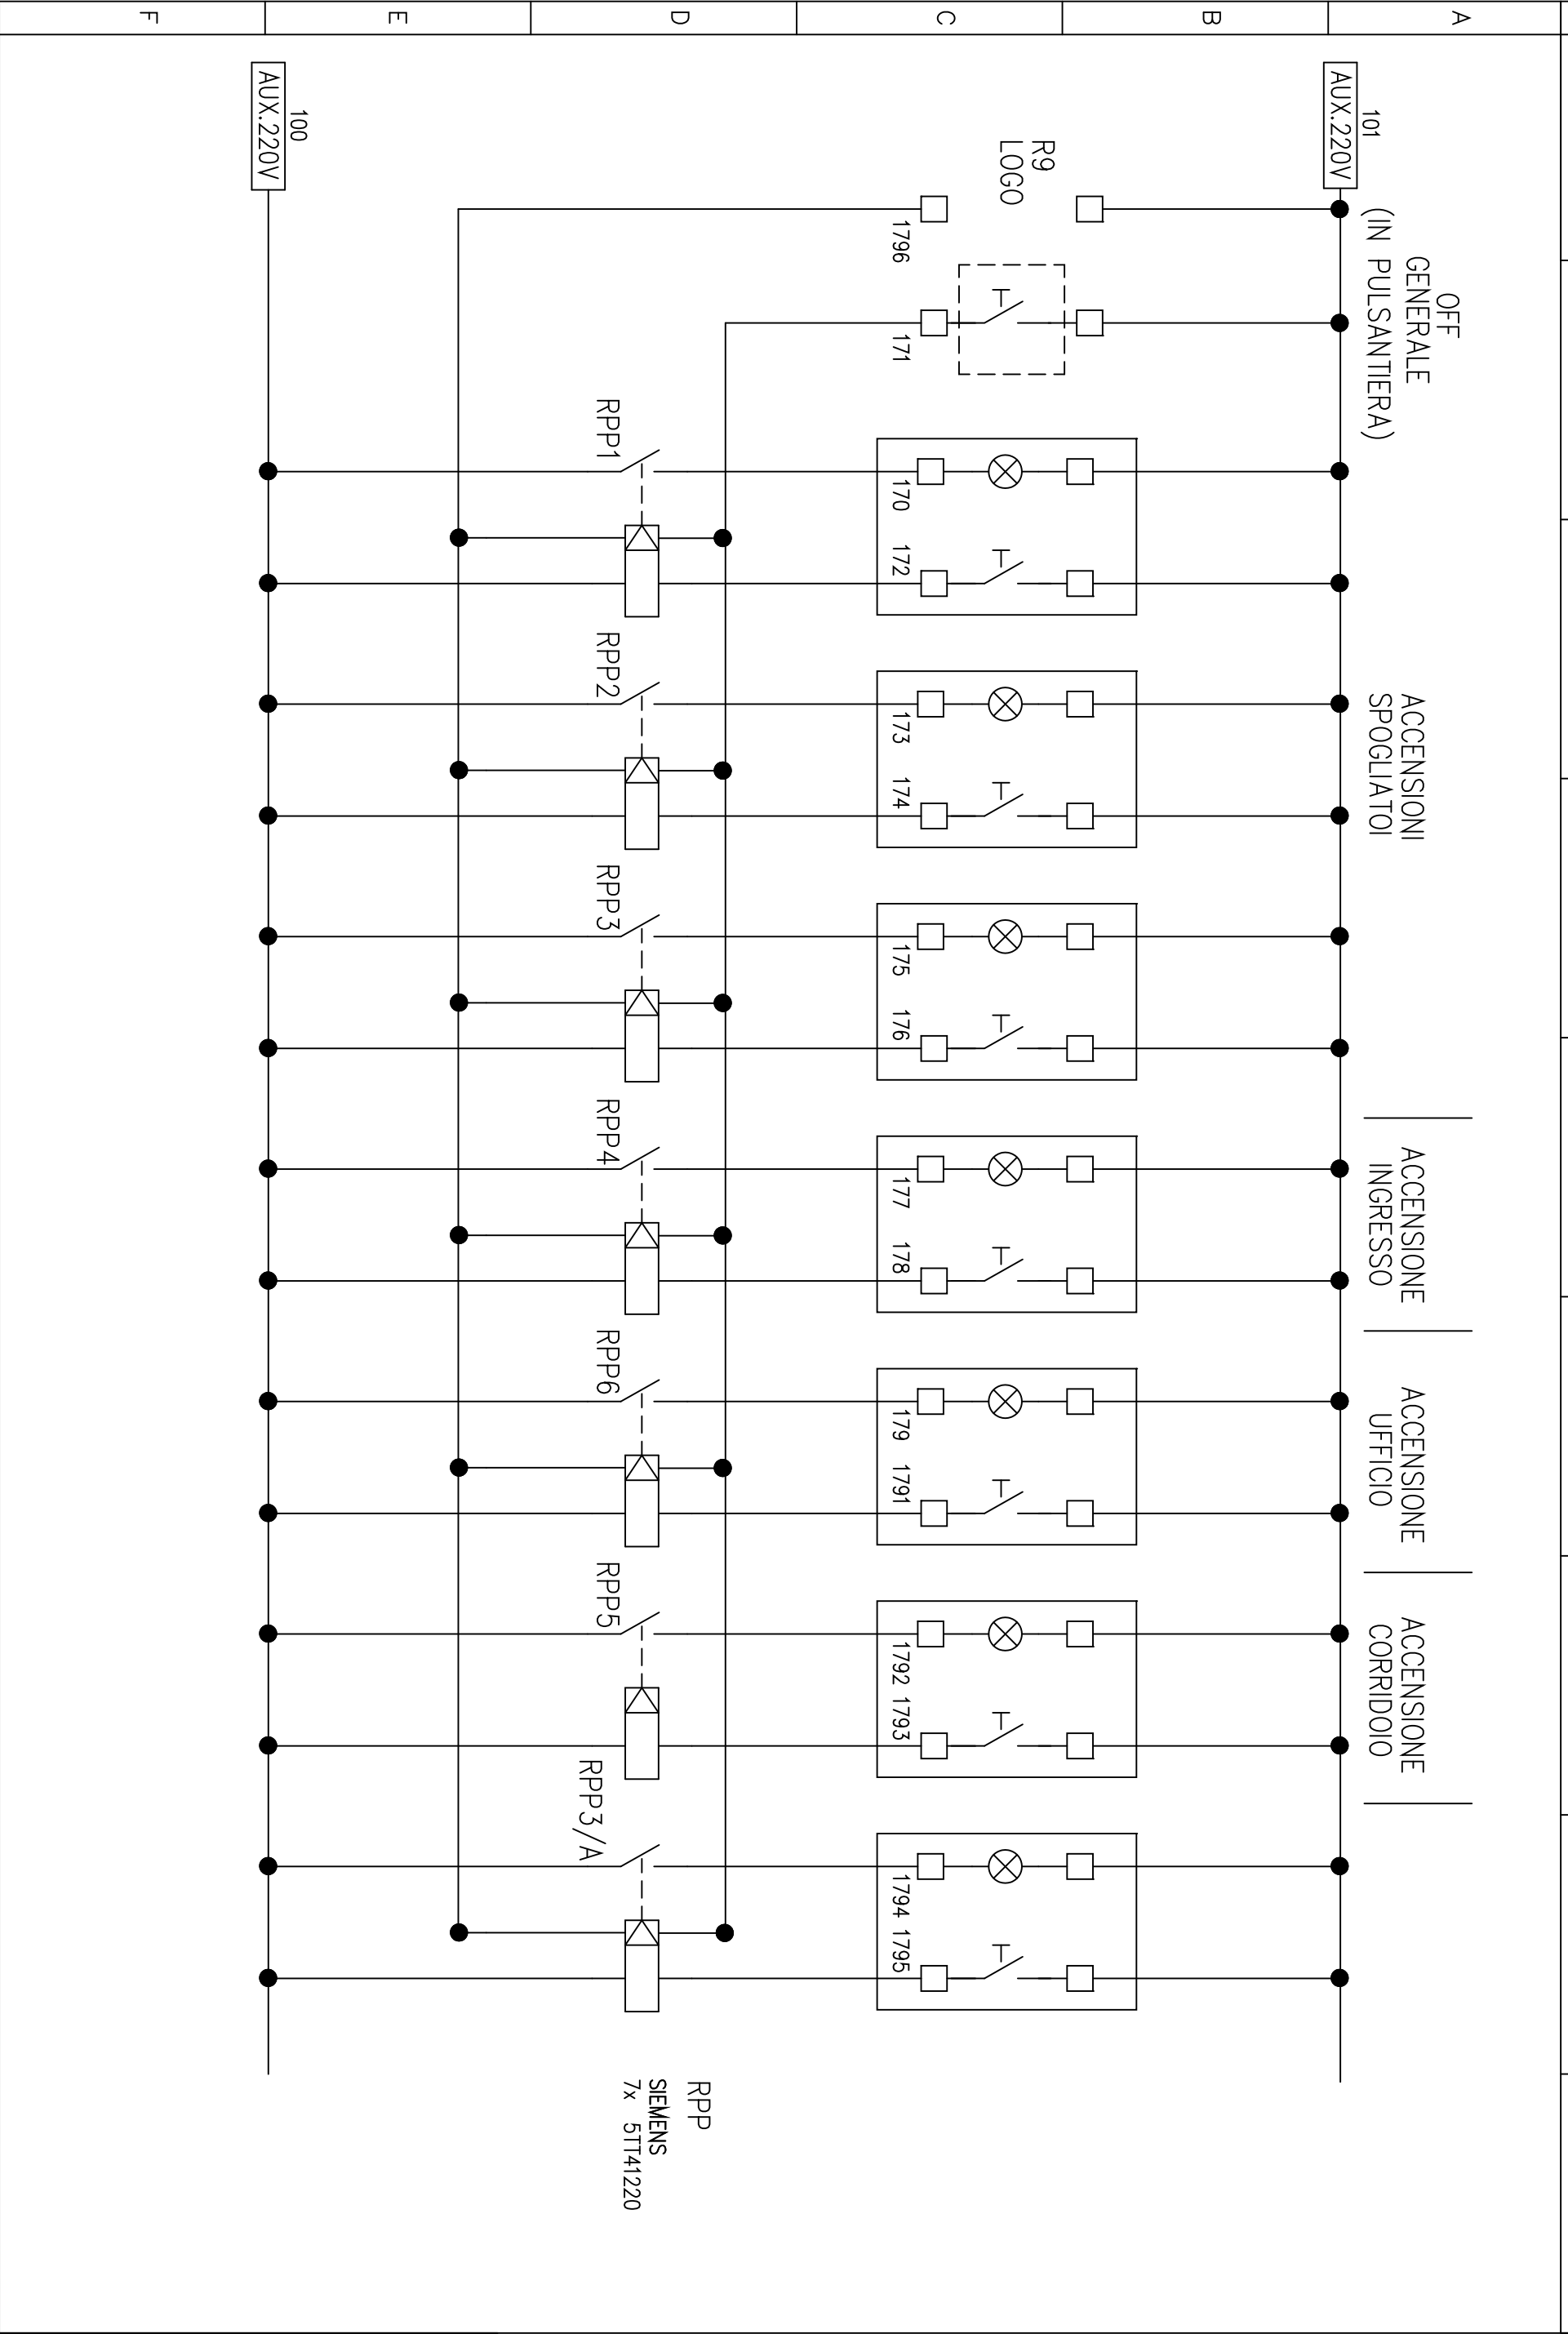 A
B
C
D
E
F
101
AUX.220V
OFF
GENERALE
(IN PULSANTIERA)
ACCENSIONI
SPOGLIATOI
ACCENSIONE
INGRESSO
ACCENSIONE
UFFICIO
ACCENSIONE
CORRIDOIO
R9
LOGO
1796
171
170
172
173
174
175
176
177
178
179
1791
1792
1793
1794
1795
RPP1
RPP2
RPP3
RPP4
RPP6
RPP5
RPP3/A
RPP
SIEMENS
7x 5TT41220
100
AUX.220V